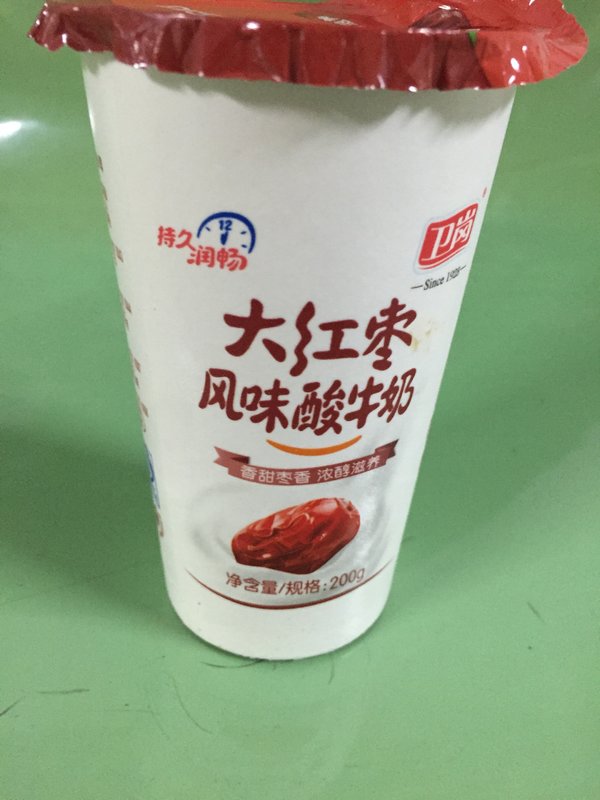 12
持久
润畅
卫岗
Since 1928
大红枣
风味酸牛奶
香甜枣香 浓醇滋养
净含量/规格:200g